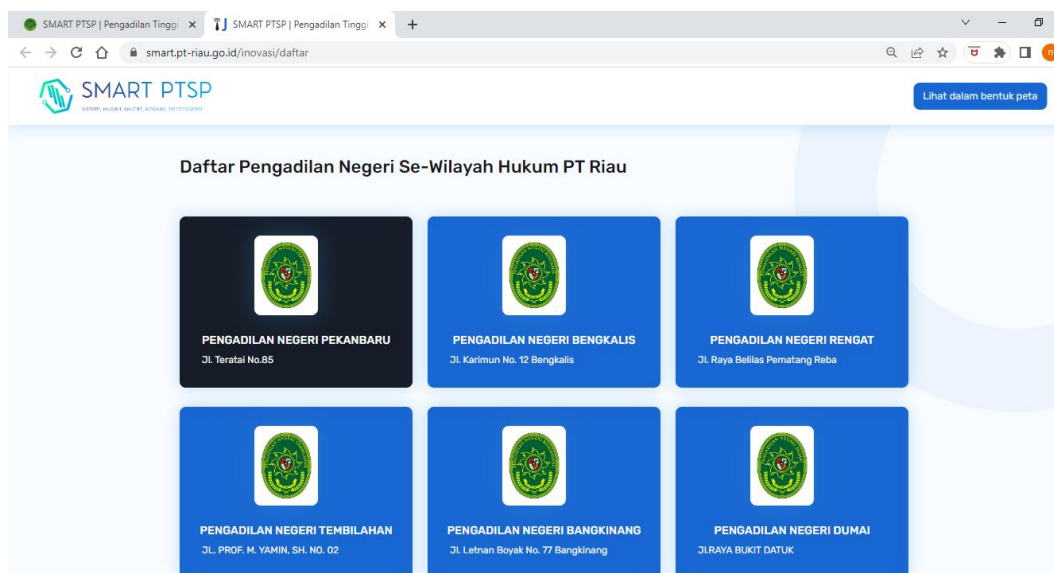 SMART PTSP | Pengadilan Tinggi
SMART PTSP | Pengadilan Tinggi
smart.pt-riau.go.id/inovasi/daftar
SMART PTSP
Lihat dalam bentuk peta
Daftar Pengadilan Negeri Se-Wilayah Hukum PT Riau
PENGADILAN NEGERI PEKANBARU
Jl. Teratai No.85
PENGADILAN NEGERI BENGKALIS
Jl. Karimun No. 12 Bengkalis
PENGADILAN NEGERI RENGAT
Jl. Raya Belilas Pematang Reba
PENGADILAN NEGERI TEMBILAHAN
JL. PROF. M. YAMIN, SH. NO. 02
PENGADILAN NEGERI BANGKINANG
Jl. Letnan Boyak No. 77 Bangkinang
PENGADILAN NEGERI DUMAI
Jl.RAYA BUKIT DATUK